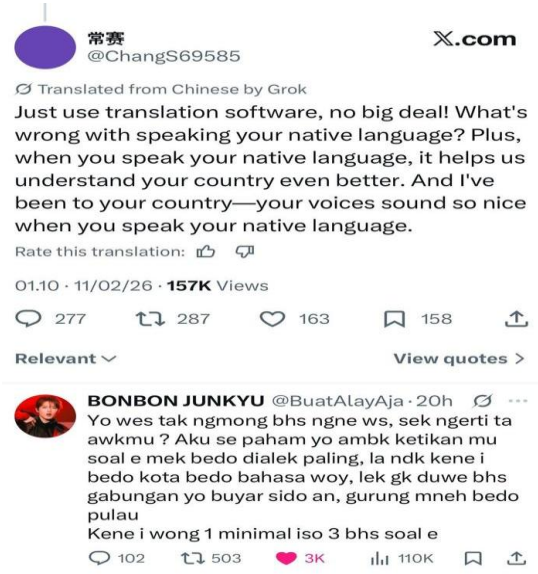 常赛
X.com
@ChangS69585
Translated from Chinese by Grok
Just use translation software, no big deal! What's
wrong with speaking your native language? Plus,
when you speak your native language, it helps us
understand your country even better. And I've
been to your country—your voices sound so nice
when you speak your native language.
Rate this translation:
01.10 · 11/02/26 · 157K Views
277 287 163 158
Relevant View quotes >
BONBON JUNKYU @BuatAlayAja · 20h
Yo wes tak ngmong bhs ngne ws, sek ngerti ta
awkmu ? Aku se paham yo ambk ketikan mu
soal e mek bedo dialek paling, la ndk kene i
bedo kota bedo bahasa woy, lek gk duwe bhs
gabungan yo buyar sido an, gurung mneh bedo
pulau
Kene i wong 1 minimal iso 3 bhs soal e
102 503 3K 110K